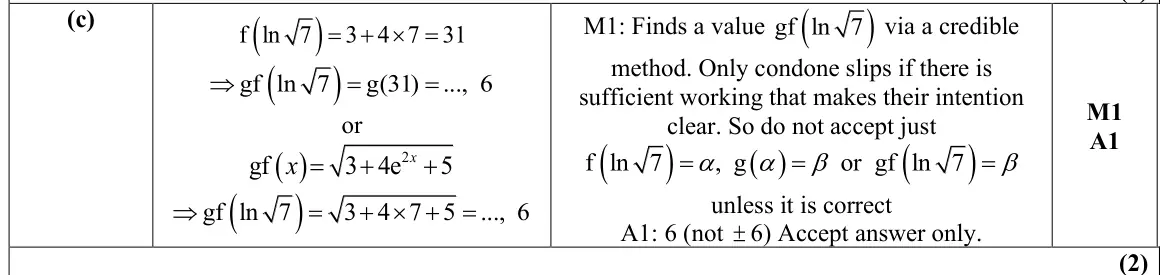 (c)
f(ln √7) = 3+4×7 = 31
⇒ gf(ln √7) = g(31) = ..., 6
or
gf(x) = √(3+4e²ˣ+5)
⇒ gf(ln √7) = √(3+4×7+5) = ..., 6
M1: Finds a value gf(ln √7) via a credible
method. Only condone slips if there is
sufficient working that makes their intention
clear. So do not accept just
f(ln √7) = α, g(α) = β or gf(ln √7) = β
unless it is correct
A1: 6 (not ± 6) Accept answer only.
M1
A1
(2)